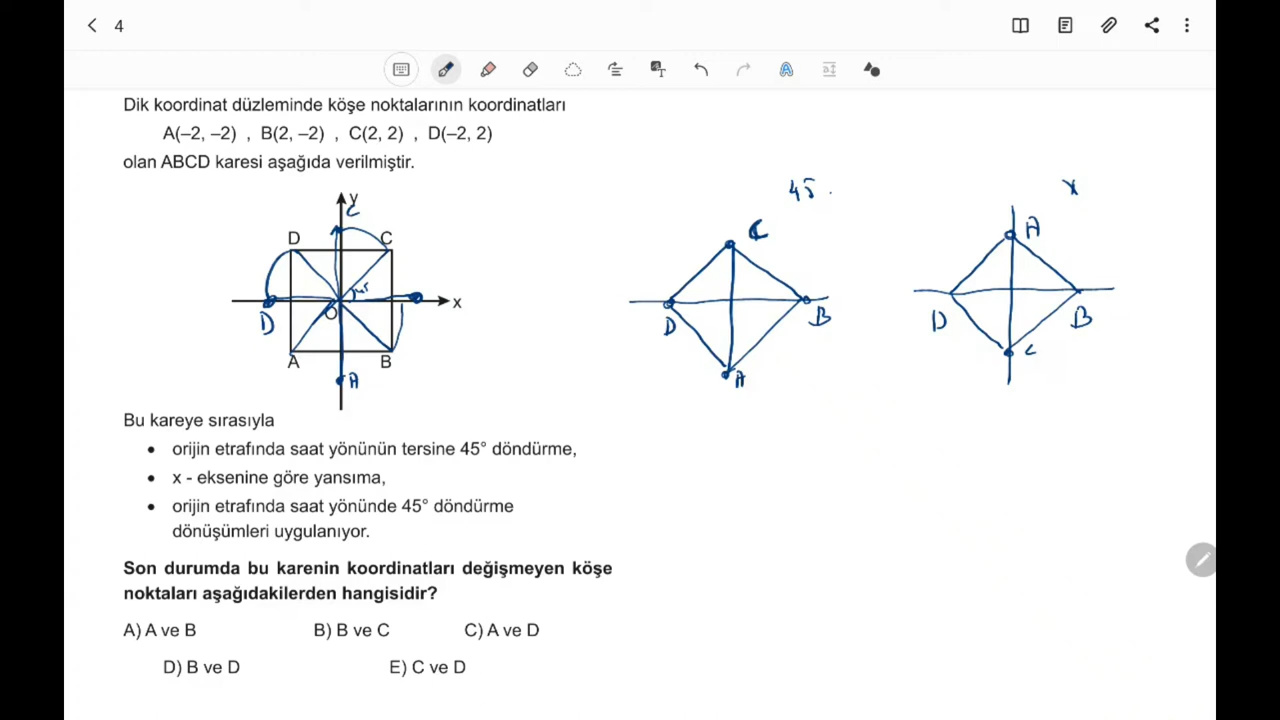 4
Dik koordinat düzleminde köşe noktalarının koordinatları
A(–2, –2) , B(2, –2) , C(2, 2) , D(–2, 2)
olan ABCD karesi aşağıda verilmiştir.
y
C
D
C
45
O
x
D
A
B
A
45
C
D
B
A
x
A
D
B
C
Bu kareye sırasıyla
• orijin etrafında saat yönünün tersine 45° döndürme,
• x - eksenine göre yansıma,
• orijin etrafında saat yönünde 45° döndürme
dönüşümleri uygulanıyor.
Son durumda bu karenin koordinatları değişmeyen köşe
noktaları aşağıdakilerden hangisidir?
A) A ve B B) B ve C C) A ve D
D) B ve D E) C ve D